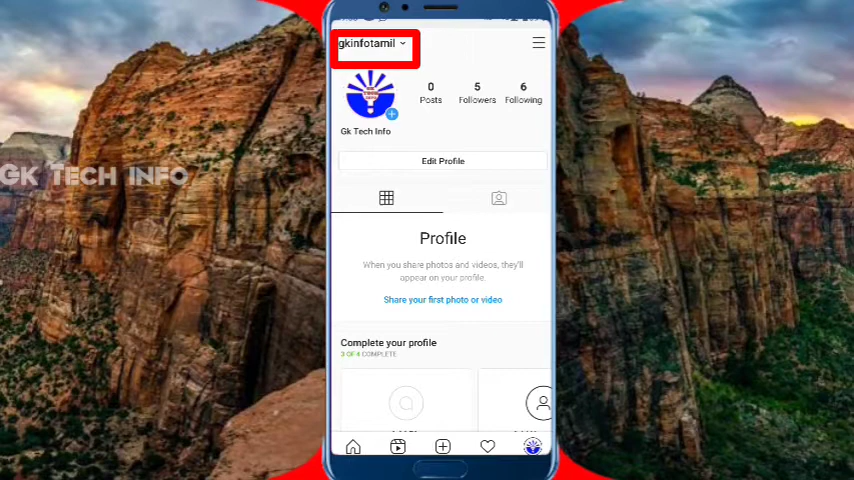 gkinfotamil
0 5 6
Posts Followers Following
Gk Tech Info
Edit Profile
GK TECH INFO
Profile
When you share photos and videos, they'll
appear on your profile.
Share your first photo or video
Complete your profile
3 OF 4 COMPLETE